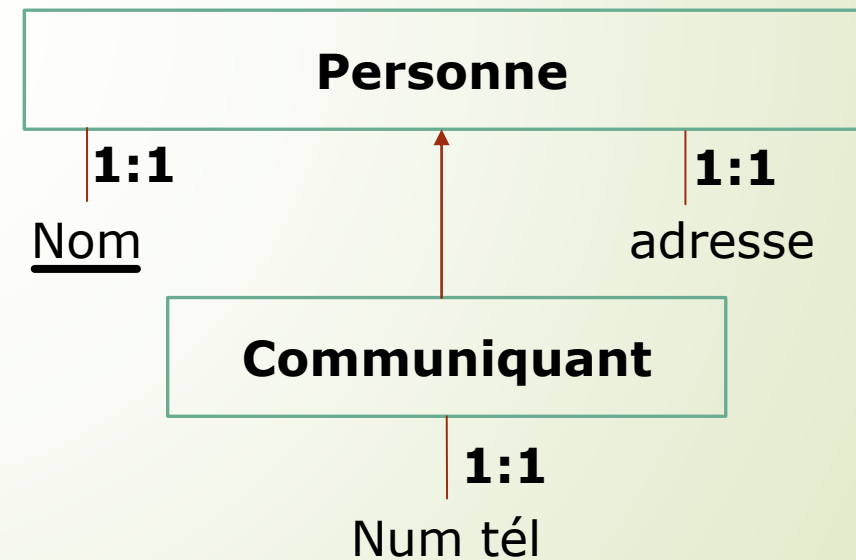 Personne
1:1
1:1
Nom
adresse
Communiquant
1:1
Num tél